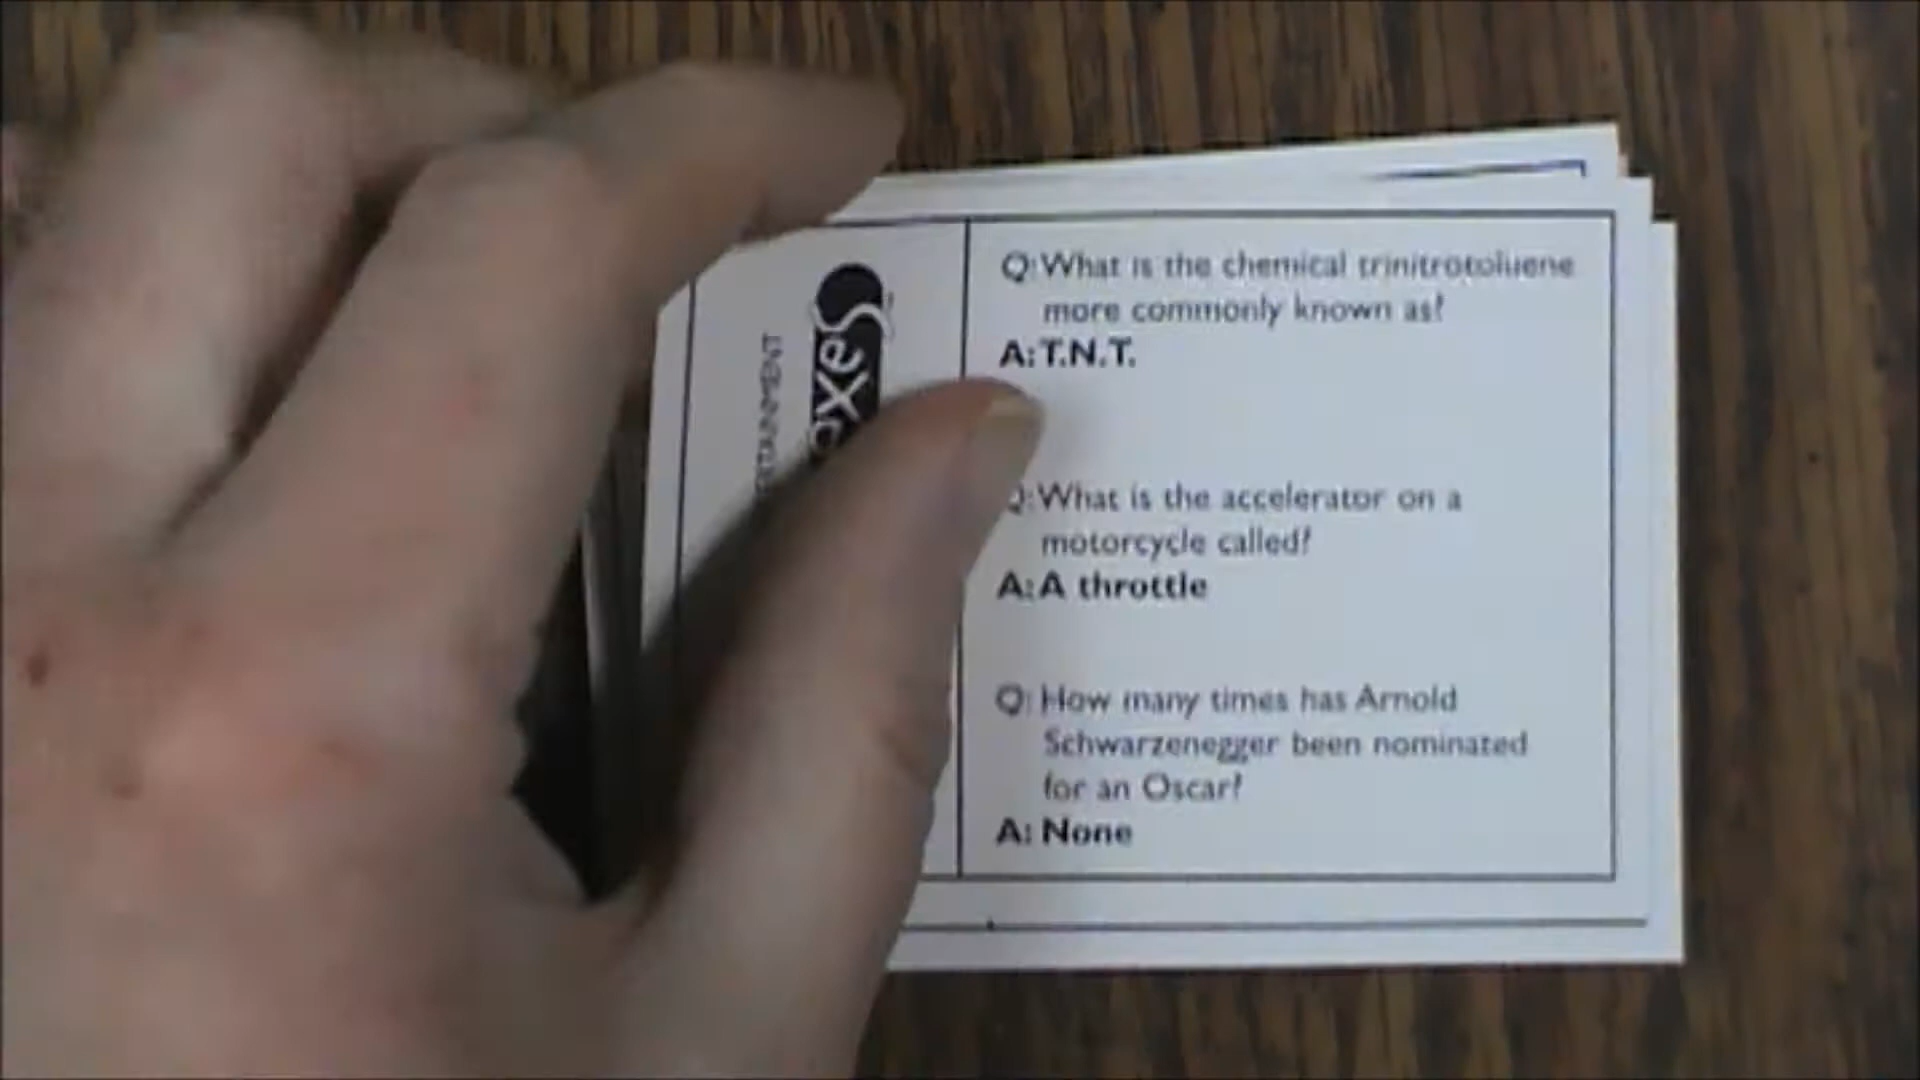 Q: What is the chemical trinitrotoluene
more commonly known as?
A: T.N.T.
Q: What is the accelerator on a
motorcycle called?
A: A throttle
Q: How many times has Arnold
Schwarzenegger been nominated
for an Oscar?
A: None